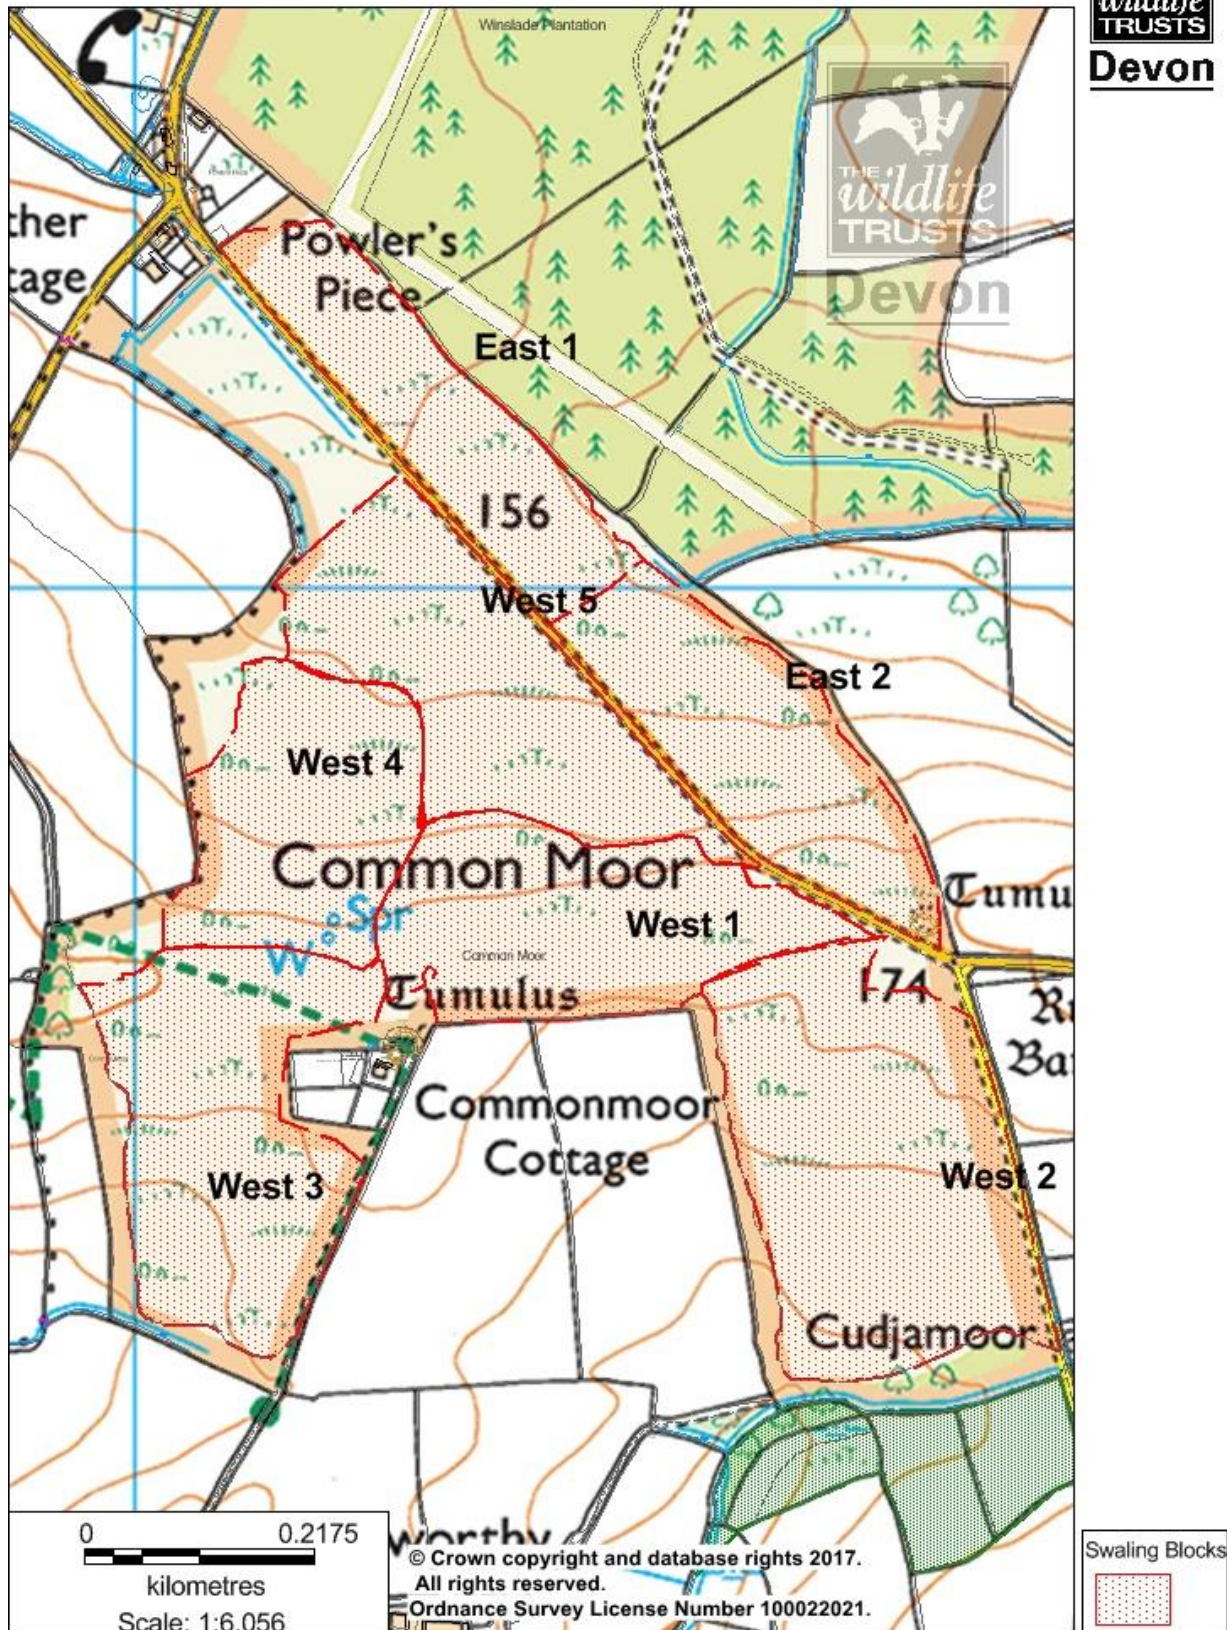 wildlife
TRUSTS
Devon
Winslade Plantation
THE
wildlife
TRUSTS
Devon
ther
tage
Powler's
Piece
East 1
156
West 5
East 2
West 4
Common Moor
Tumu
Spr
W
West 1
Common Moor
Tumulus
174
R
Ba
Commonmoor
Cottage
West 3
West 2
Cudjamoor
worthy
0 0.2175
kilometres
Scale: 1:6,056
© Crown copyright and database rights 2017.
All rights reserved.
Ordnance Survey License Number 100022021.
Swaling Blocks